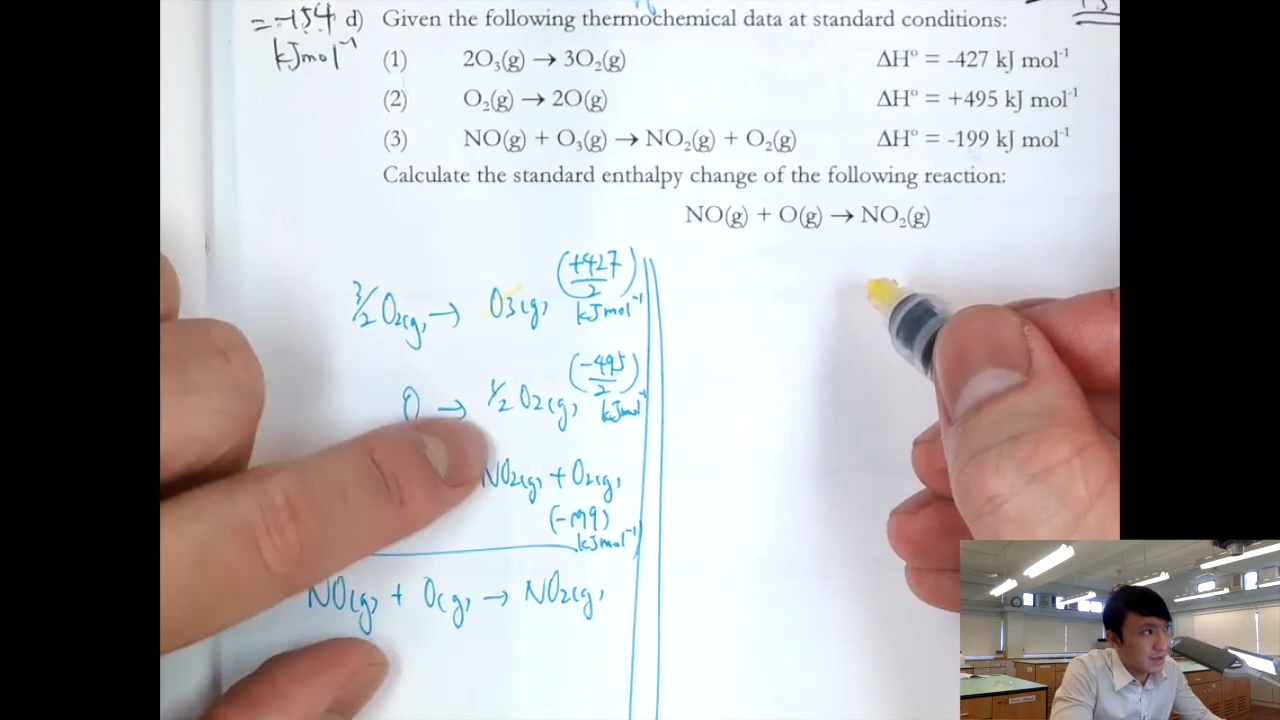 =-154 d) Given the following thermochemical data at standard conditions:
kJmol⁻¹
(1) 2O₃(g) → 3O₂(g) ΔHº = -427 kJ mol⁻¹
(2) O₂(g) → 2O(g) ΔHº = +495 kJ mol⁻¹
(3) NO(g) + O₃(g) → NO₂(g) + O₂(g) ΔHº = -199 kJ mol⁻¹
Calculate the standard enthalpy change of the following reaction:
NO(g) + O(g) → NO₂(g)
3/2 O₂(g) → O₃(g) (+427/2) kJmol⁻¹
O → 1/2 O₂(g) (-495/2) kJmol⁻¹
NO₂(g) + O₂(g)
(-199)
kJmol⁻¹
NO(g) + O(g) → NO₂(g)